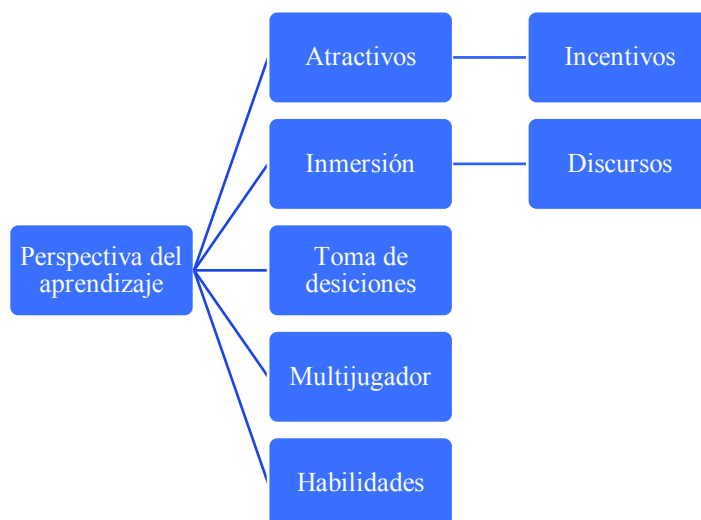 Atractivos
Incentivos
Inmersión
Discursos
Perspectiva del
aprendizaje
Toma de
desiciones
Multijugador
Habilidades